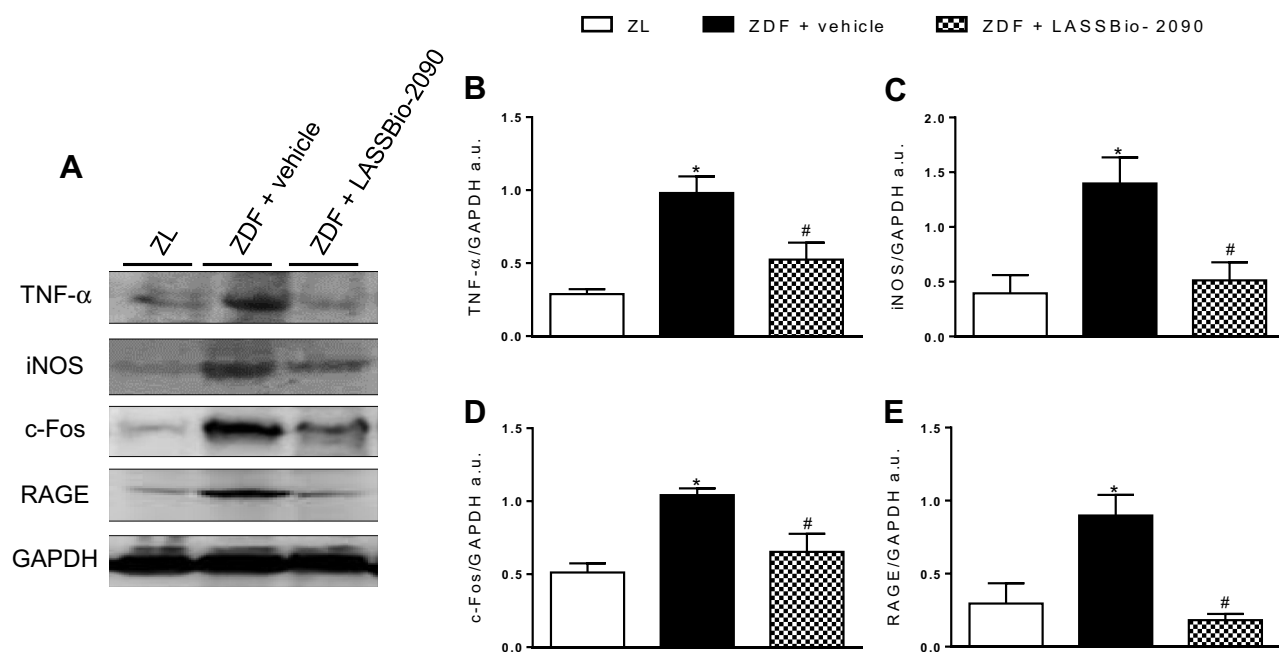 ZL ZDF + vehicle ZDF + LASSBio-2090
A
ZL
ZDF + vehicle
ZDF + LASSBio-2090
TNF-α
iNOS
c-Fos
RAGE
GAPDH
B
TNF-α/GAPDH a.u.
1.5
1.0
0.5
0.0
*
#
C
iNOS/GAPDH a.u.
2.0
1.5
1.0
0.5
0.0
*
#
D
c-Fos/GAPDH a.u.
1.5
1.0
0.5
0.0
*
#
E
RAGE/GAPDH a.u.
1.5
1.0
0.5
0.0
*
#